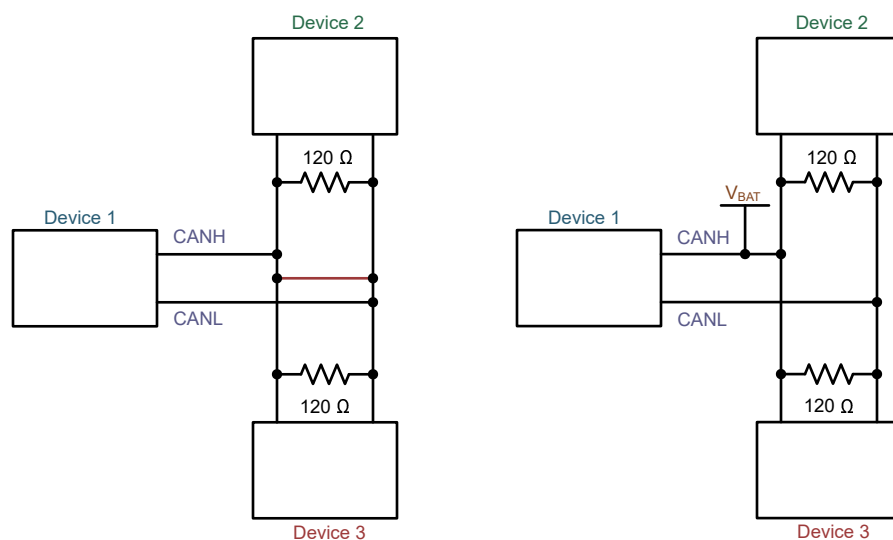 Device 2
120 Ω
Device 1
CANH
CANL
120 Ω
Device 3
Device 2
120 Ω
VBAT
Device 1
CANH
CANL
120 Ω
Device 3